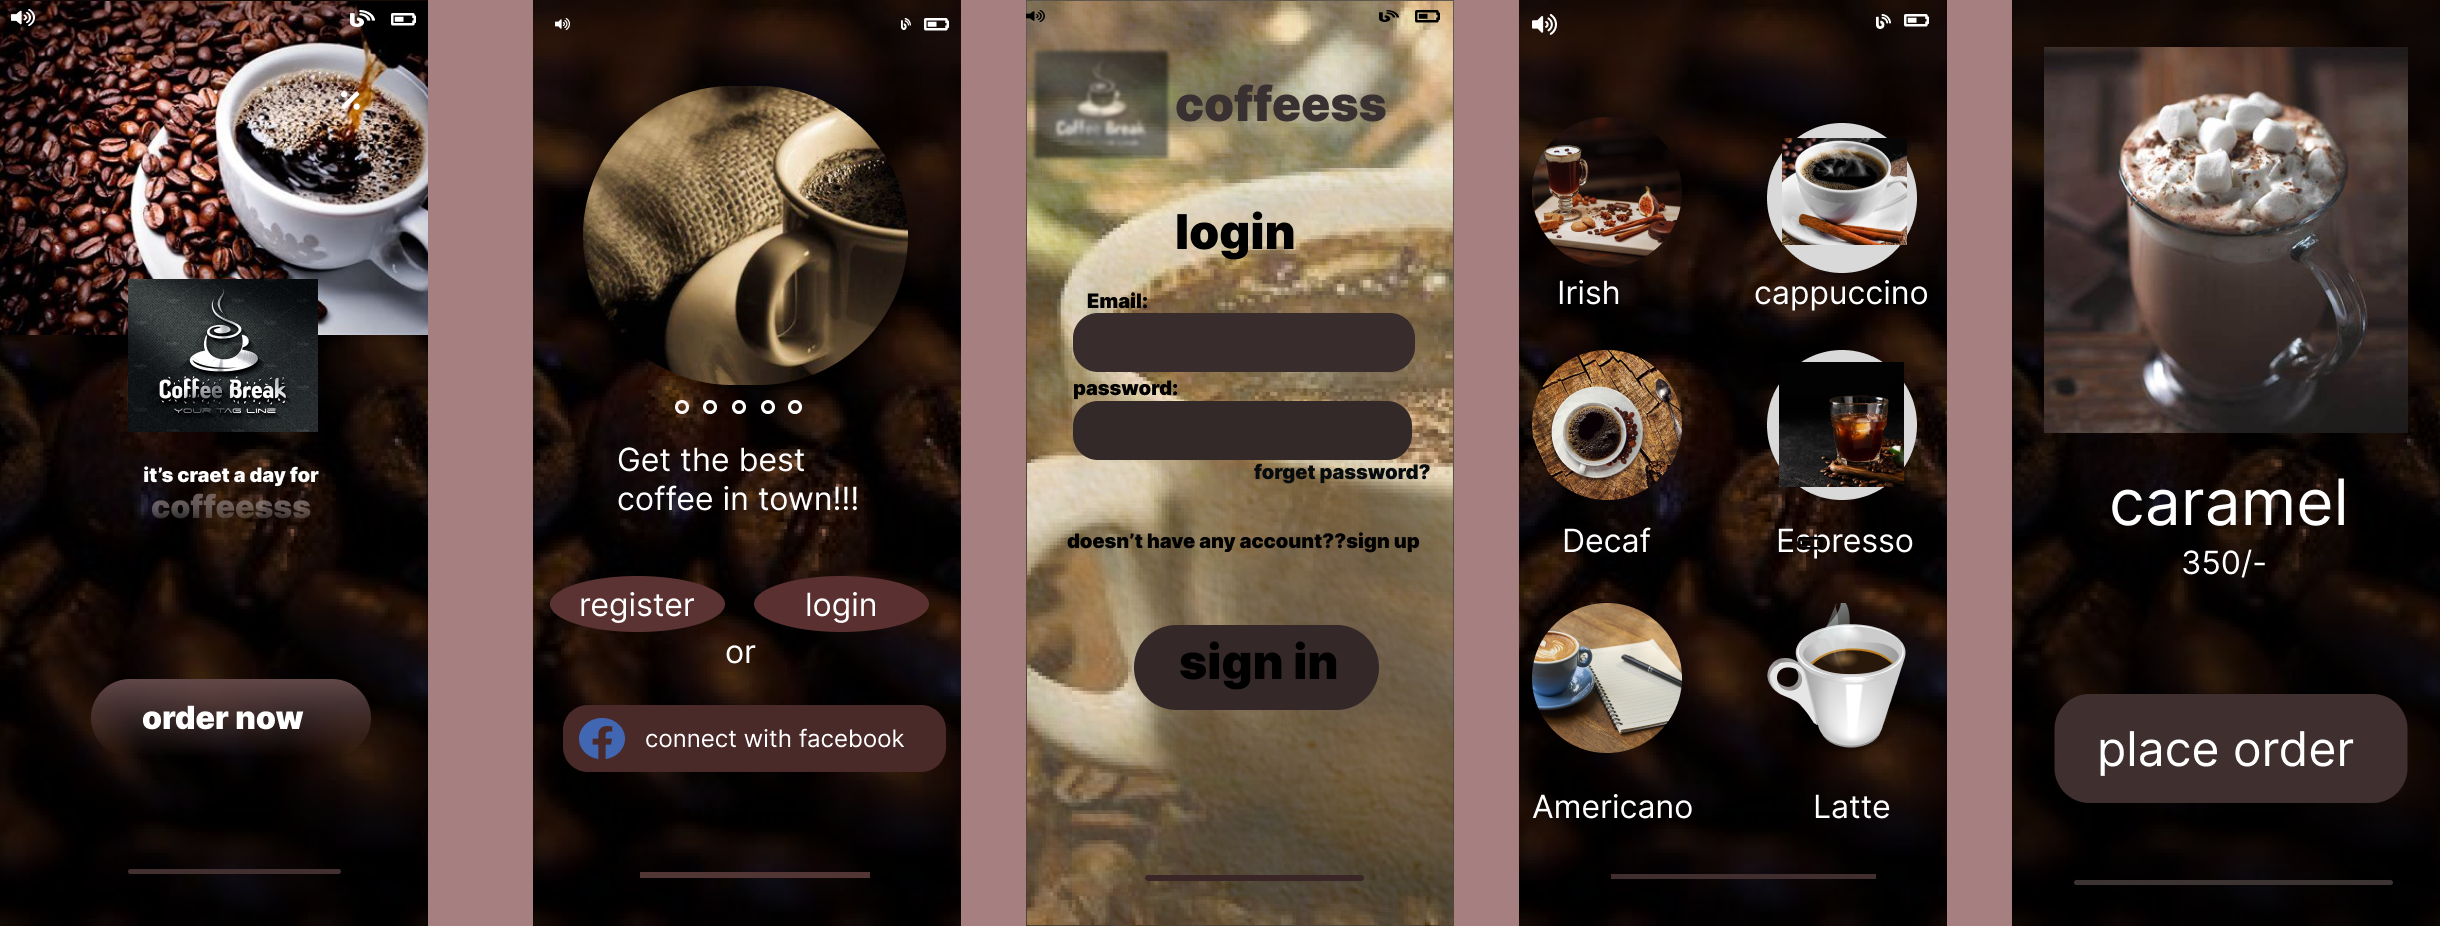 Coffee Break
YOUR TAG LINE
it's craet a day for
coffeesss
order now
Get the best
coffee in town!!!
register
login
or
connect with facebook
Coffee Break
coffeess
login
Email:
password:
forget password?
doesn't have any account??sign up
sign in
Irish
cappuccino
Decaf
Espresso
Americano
Latte
caramel
350/-
place order